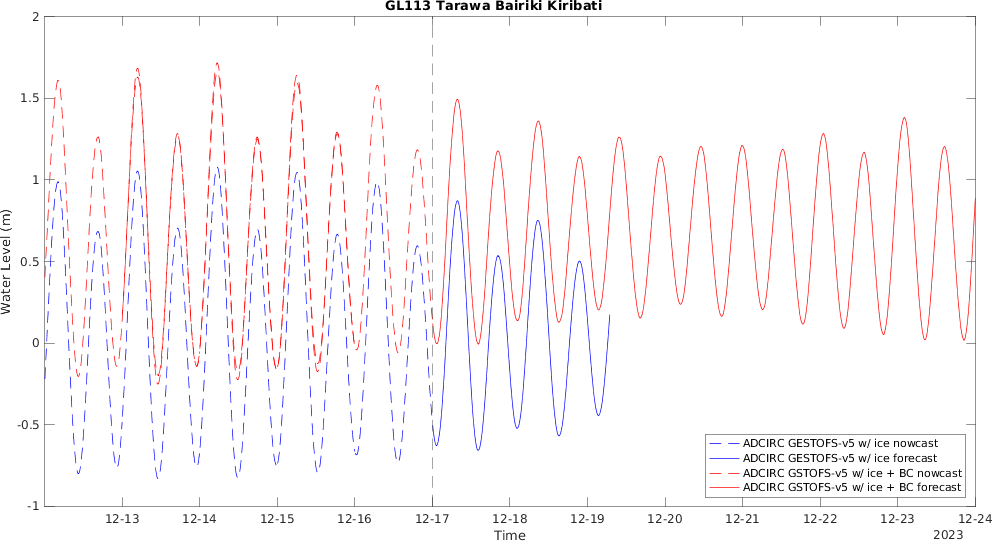 GL113 Tarawa Bairiki Kiribati
2
1.5
1
0.5
0
-0.5
-1
Water Level (m)
12-13
12-14
12-15
12-16
12-17
12-18
12-19
12-20
12-21
12-22
12-23
12-24
Time
2023
ADCIRC GESTOFS-v5 w/ ice nowcast
ADCIRC GESTOFS-v5 w/ ice forecast
ADCIRC GSTOFS-v5 w/ ice + BC nowcast
ADCIRC GSTOFS-v5 w/ ice + BC forecast